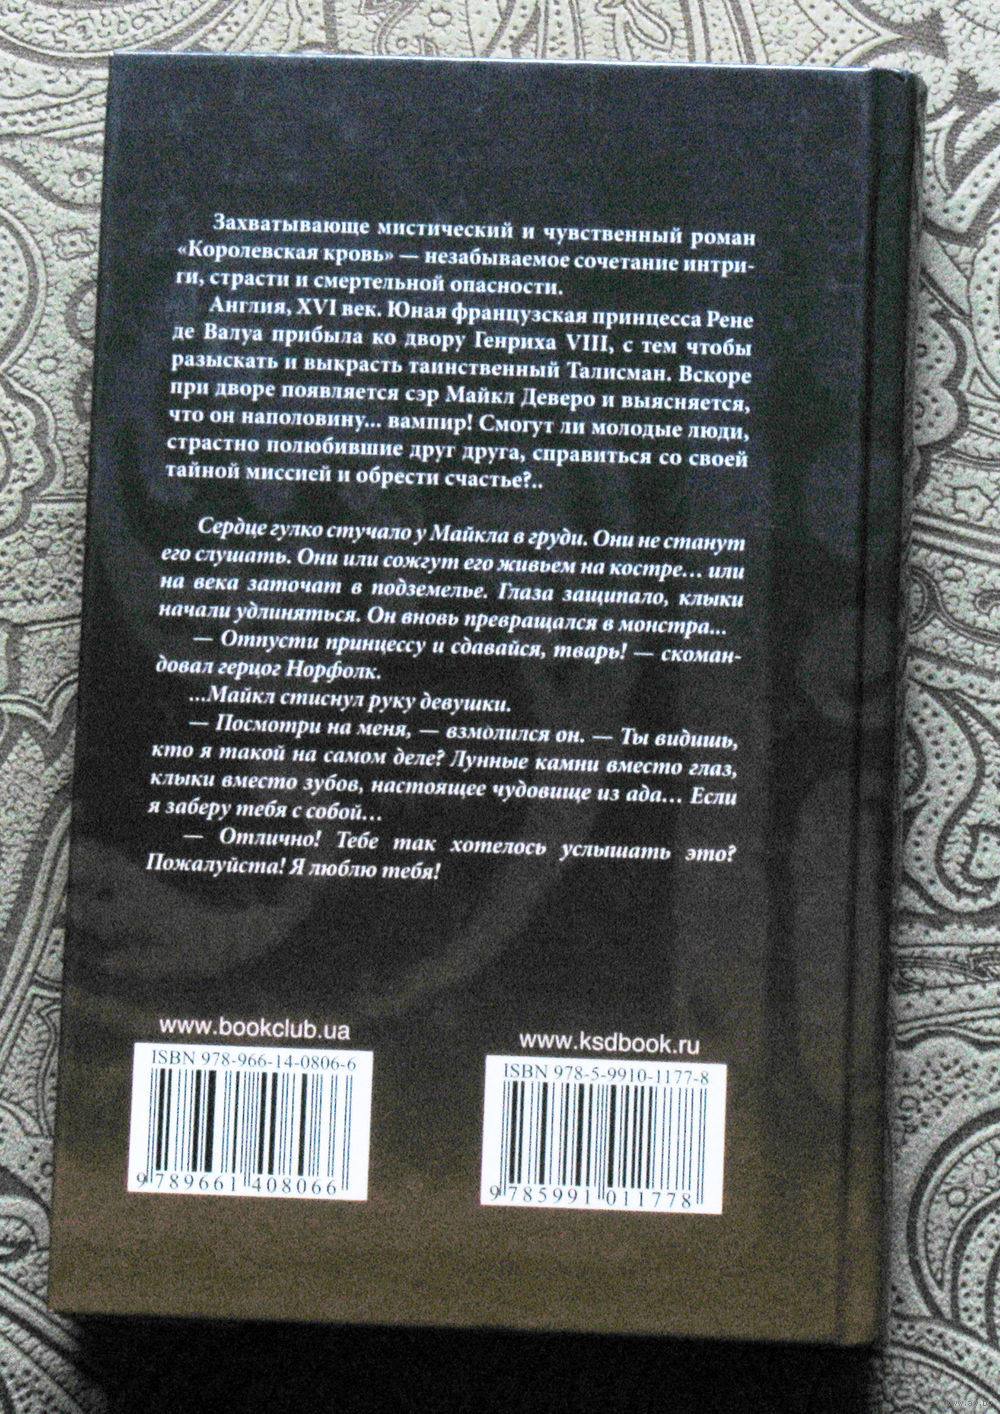 Захватывающе мистический и чувственный роман
«Королевская кровь» — незабываемое сочетание интри-
ги, страсти и смертельной опасности.
Англия, XVI век. Юная французская принцесса Рене
де Валуа прибыла ко двору Генриха VIII, с тем чтобы
разыскать и выкрасть таинственный Талисман. Вскоре
при дворе появляется сэр Майкл Деверо и выясняется,
что он наполовину... вампир! Смогут ли молодые люди,
страстно полюбившие друг друга, справиться со своей
тайной миссией и обрести счастье?..
Сердце гулко стучало у Майкла в груди. Они не станут
его слушать. Они или сожгут его живьем на костре... или
на века заточат в подземелье. Глаза защипало, клыки
начали удлиняться. Он вновь превращался в монстра...
— Отпусти принцессу и сдавайся, тварь! — скоман-
довал герцог Норфолк.
...Майкл стиснул руку девушки.
— Посмотри на меня, — взмолился он. — Ты видишь,
кто я такой на самом деле? Лунные камни вместо глаз,
клыки вместо зубов, настоящее чудовище из ада... Если
я заберу тебя с собой...
— Отлично! Тебе так хотелось услышать это?
Пожалуйста! Я люблю тебя!
www.bookclub.ua
ISBN 978-966-14-0806-6
9 789661 408066
www.ksdbook.ru
ISBN 978-5-9910-1177-8
9 785991 011778